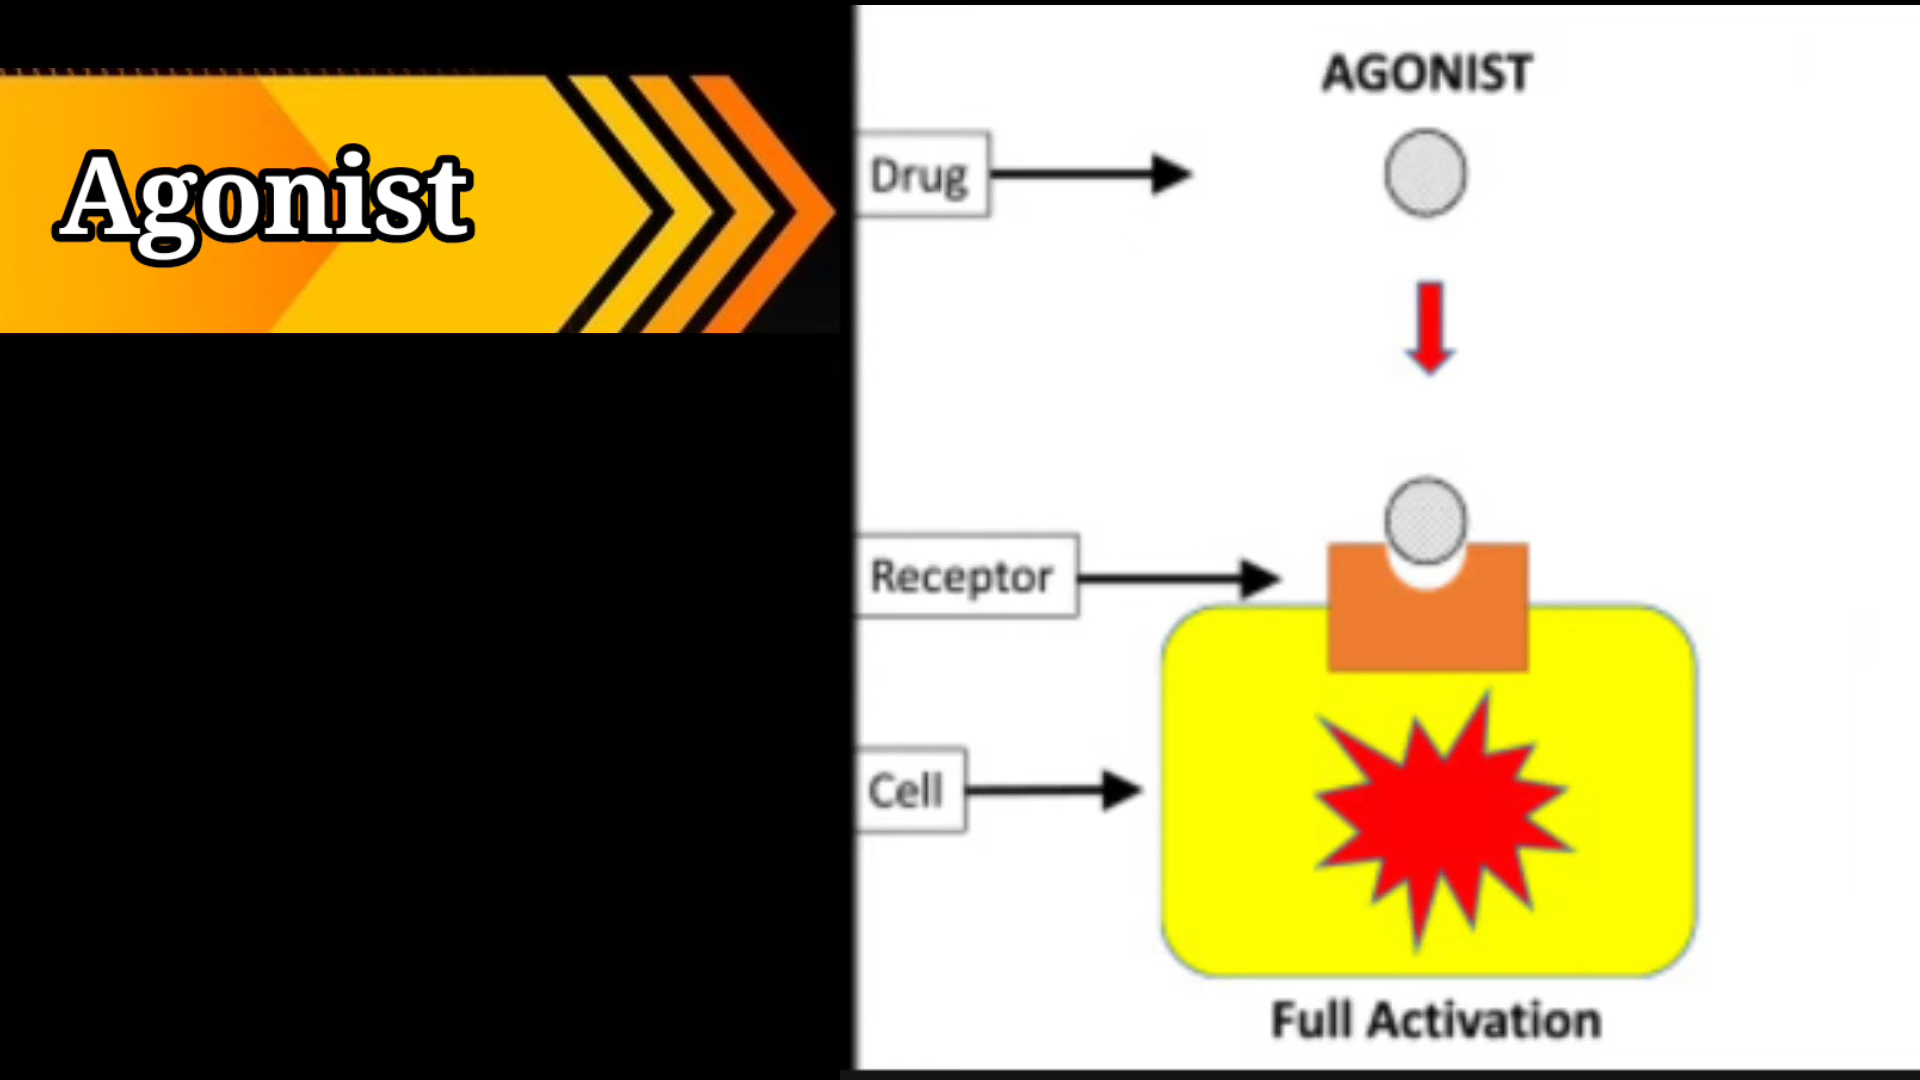 Agonist
AGONIST
Drug
Receptor
Cell
Full Activation